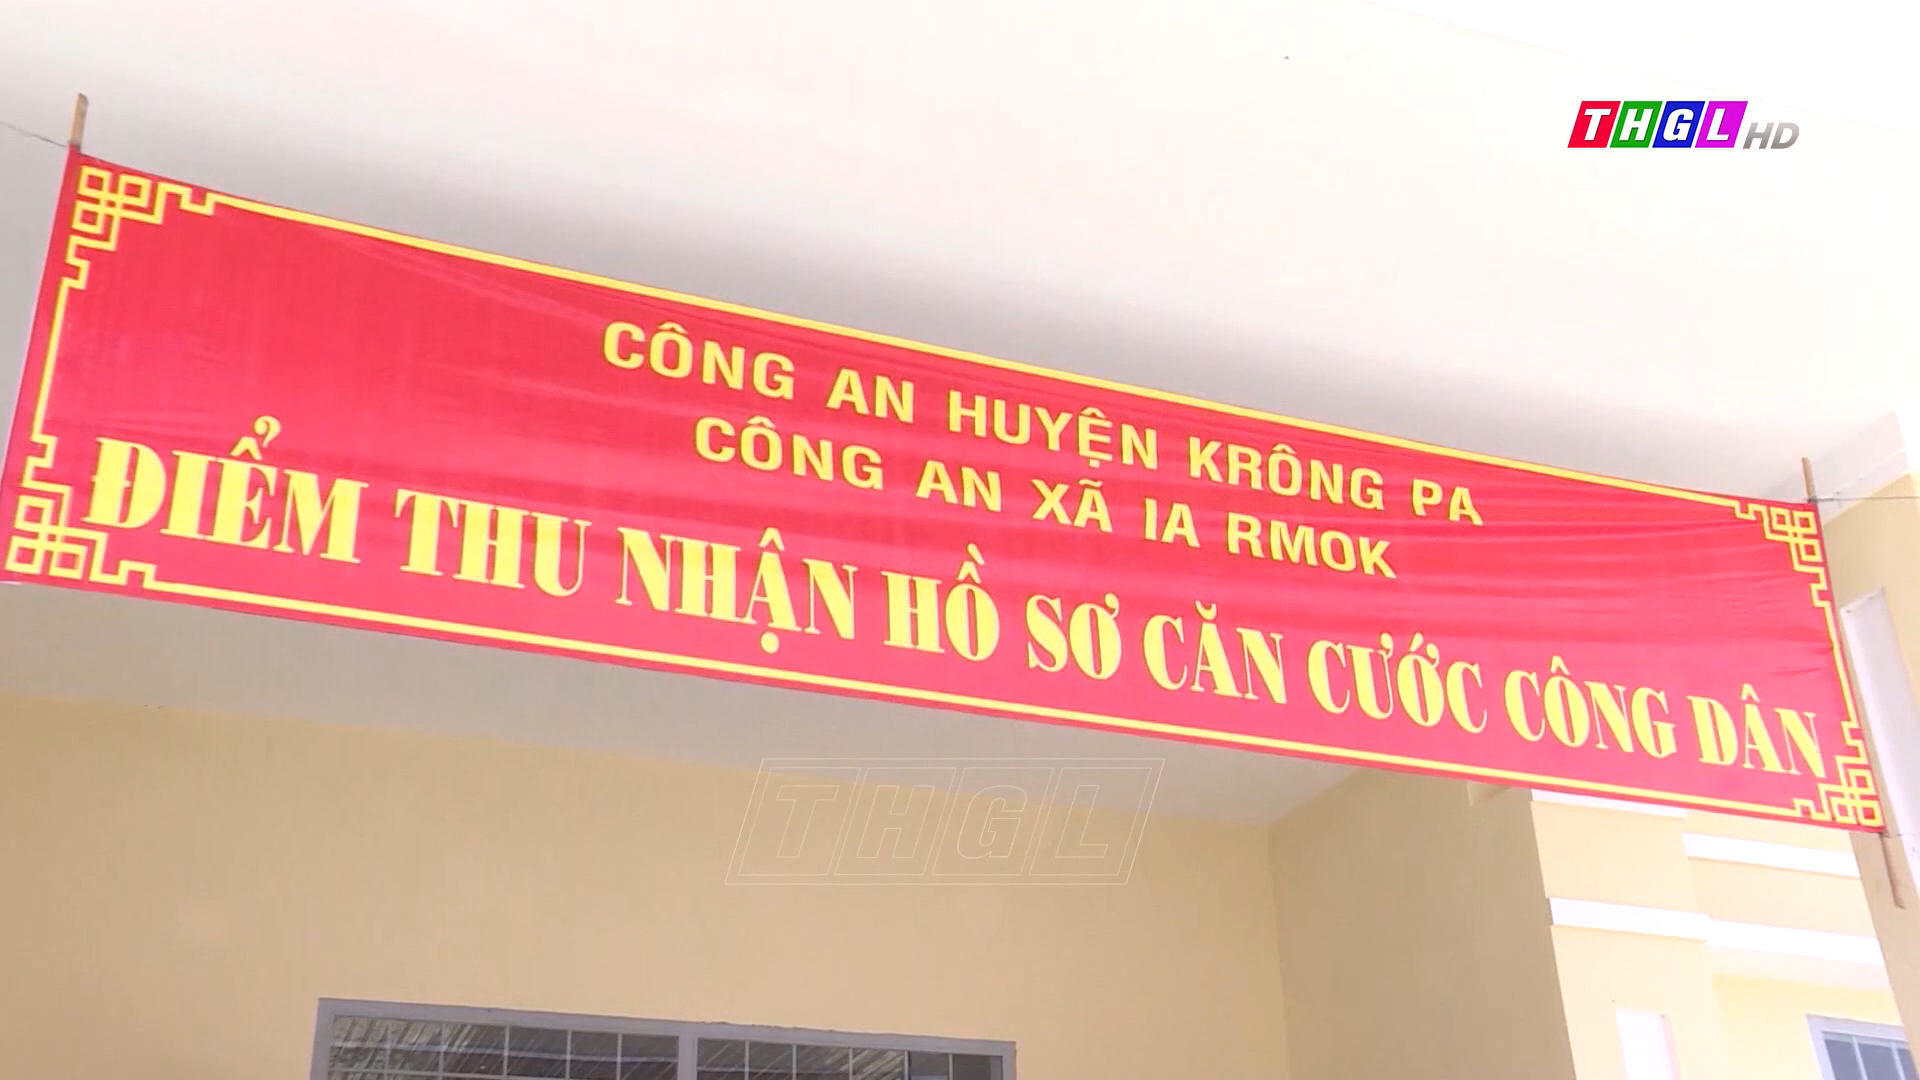 THGL HD
CÔNG AN HUYỆN KRÔNG PA
CÔNG AN XÃ IA RMOK
ĐIỂM THU NHẬN HỒ SƠ CĂN CƯỚC CÔNG DÂN
THGL